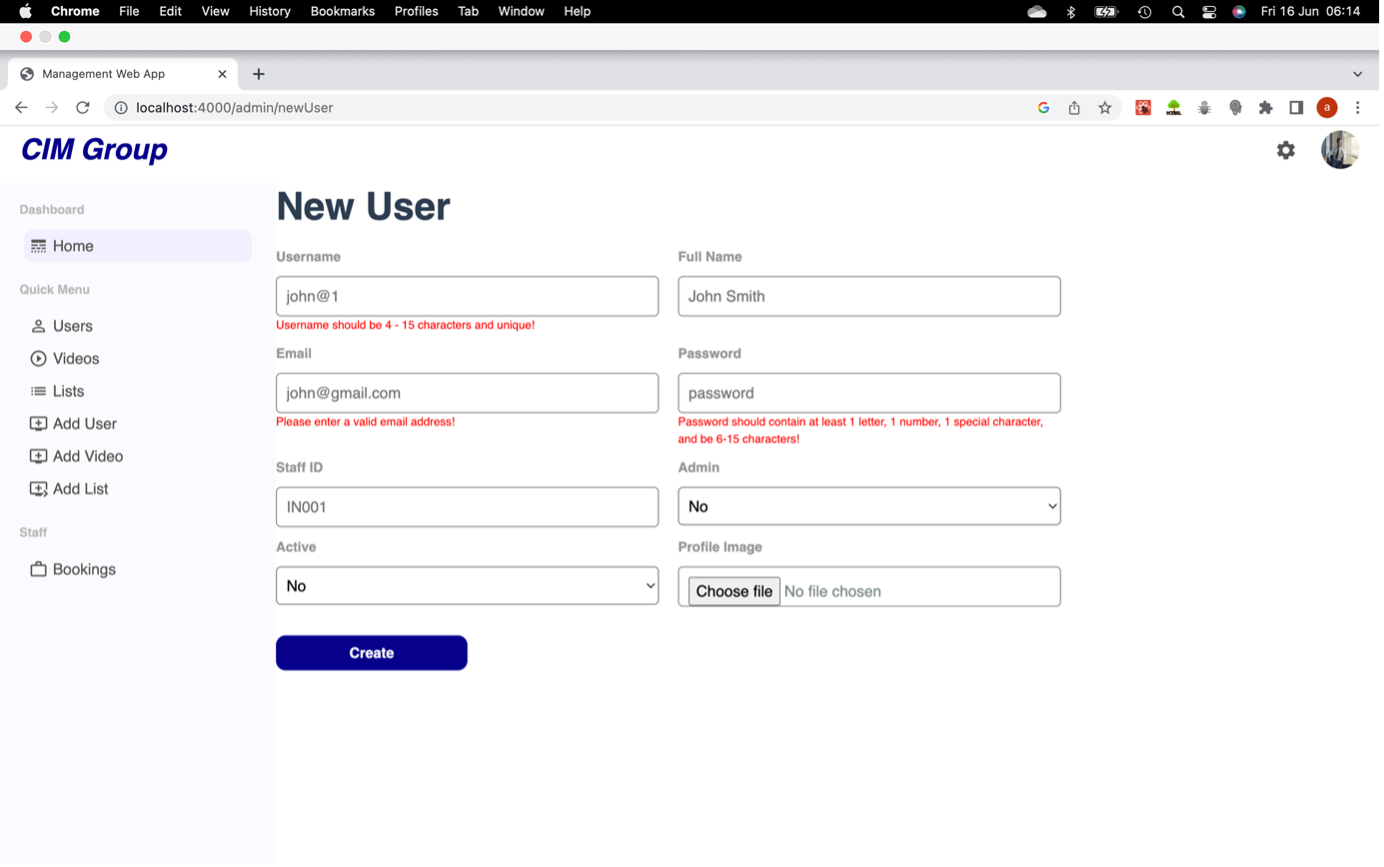 Chrome File Edit View History Bookmarks Profiles Tab Window Help Fri 16 Jun 06:14
Management Web App
localhost:4000/admin/newUser
a
CIM Group
Dashboard
Home
Quick Menu
Users
Videos
Lists
Add User
Add Video
Add List
Staff
Bookings
New User
Username Full Name
john@1 John Smith
Username should be 4 - 15 characters and unique!
Email Password
john@gmail.com password
Please enter a valid email address! Password should contain at least 1 letter, 1 number, 1 special character,
and be 6-15 characters!
Staff ID Admin
IN001 No
Active Profile Image
No Choose file No file chosen
Create